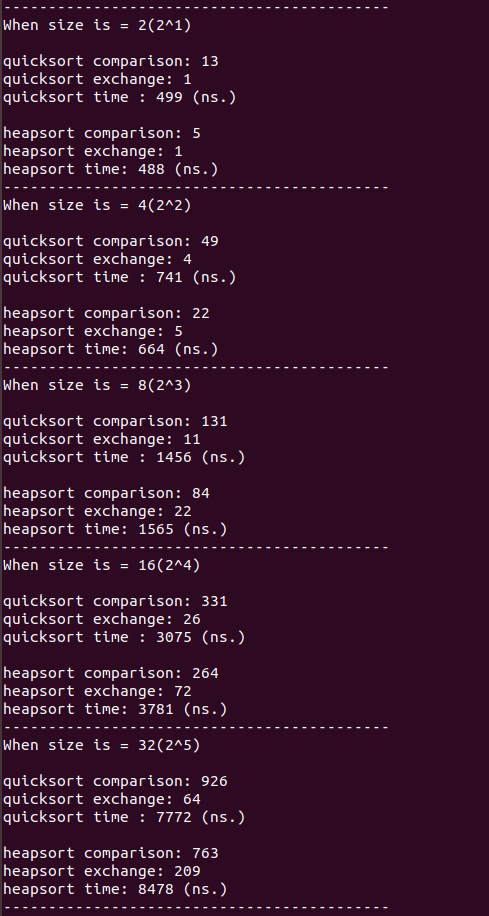 -------------------------------------------
When size is = 2(2^1)
quicksort comparison: 13
quicksort exchange: 1
quicksort time : 499 (ns.)
heapsort comparison: 5
heapsort exchange: 1
heapsort time: 488 (ns.)
-------------------------------------------
When size is = 4(2^2)
quicksort comparison: 49
quicksort exchange: 4
quicksort time : 741 (ns.)
heapsort comparison: 22
heapsort exchange: 5
heapsort time: 664 (ns.)
-------------------------------------------
When size is = 8(2^3)
quicksort comparison: 131
quicksort exchange: 11
quicksort time : 1456 (ns.)
heapsort comparison: 84
heapsort exchange: 22
heapsort time: 1565 (ns.)
-------------------------------------------
When size is = 16(2^4)
quicksort comparison: 331
quicksort exchange: 26
quicksort time : 3075 (ns.)
heapsort comparison: 264
heapsort exchange: 72
heapsort time: 3781 (ns.)
-------------------------------------------
When size is = 32(2^5)
quicksort comparison: 926
quicksort exchange: 64
quicksort time : 7772 (ns.)
heapsort comparison: 763
heapsort exchange: 209
heapsort time: 8478 (ns.)
-------------------------------------------